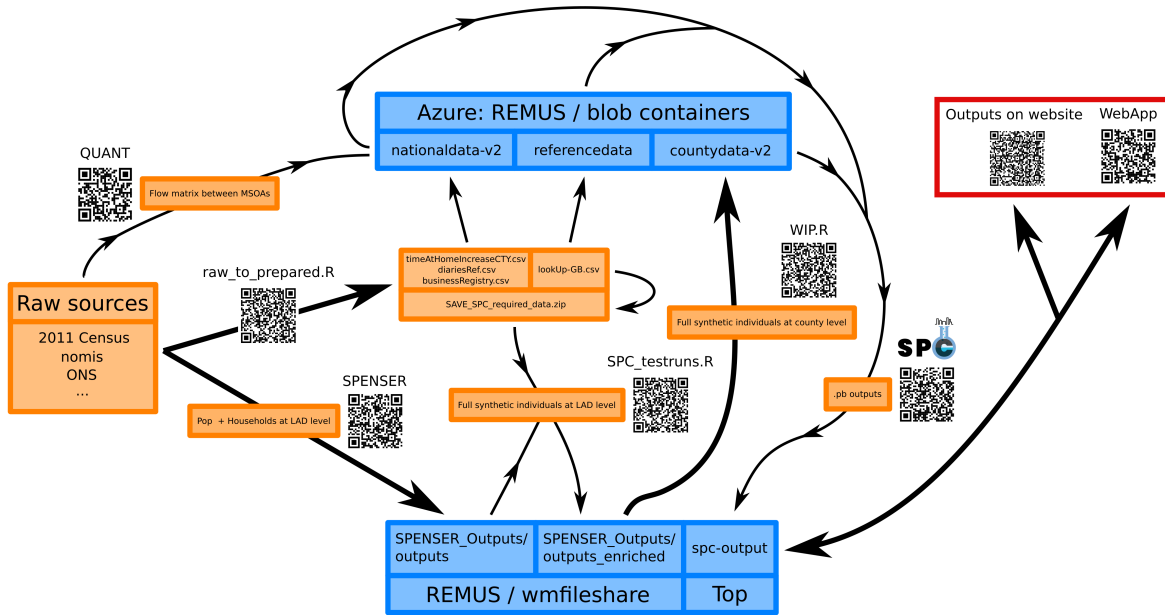 Azure: REMUS / blob containers
nationaldata-v2
referencedata
countydata-v2
Outputs on website
WebApp
QUANT
Flow matrix between MSOAs
WIP.R
raw_to_prepared.R
timeAtHomeIncreaseCTY.csv
diariesRef.csv
businessRegistry.csv
lookUp-GB.csv
SAVE_SPC_required_data.zip
Raw sources
2011 Census
nomis
ONS
...
Full synthetic individuals at county level
SPC
SPENSER
SPC_testruns.R
Pop + Households at LAD level
Full synthetic individuals at LAD level
.pb outputs
SPENSER_Outputs/
outputs
SPENSER_Outputs/
outputs_enriched
spc-output
REMUS / wmfileshare
Top